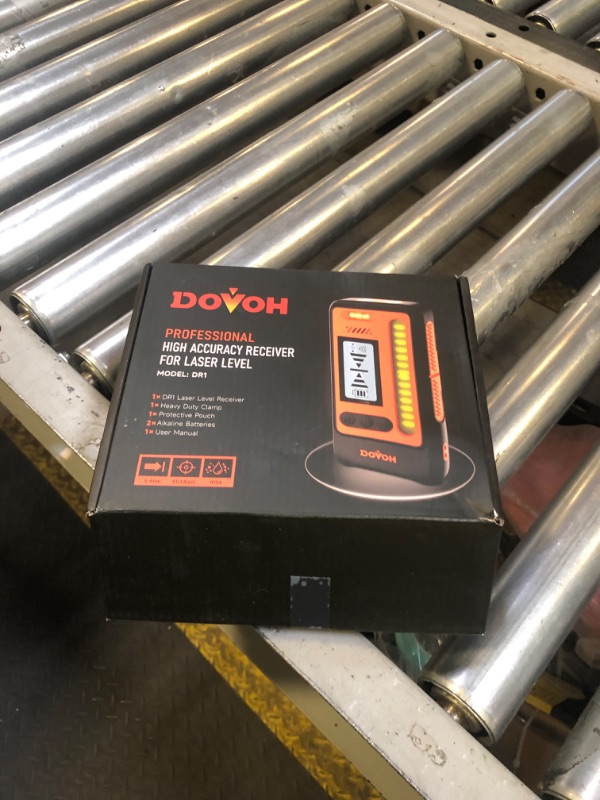 DOVOH
PROFESSIONAL
HIGH ACCURACY RECEIVER
FOR LASER LEVEL
MODEL: DR1
1× DR1 Laser Level Receiver
1× Heavy Duty Clamp
1× Protective Pouch
2× Alkaline Batteries
1× User Manual
IP54
DOVOH